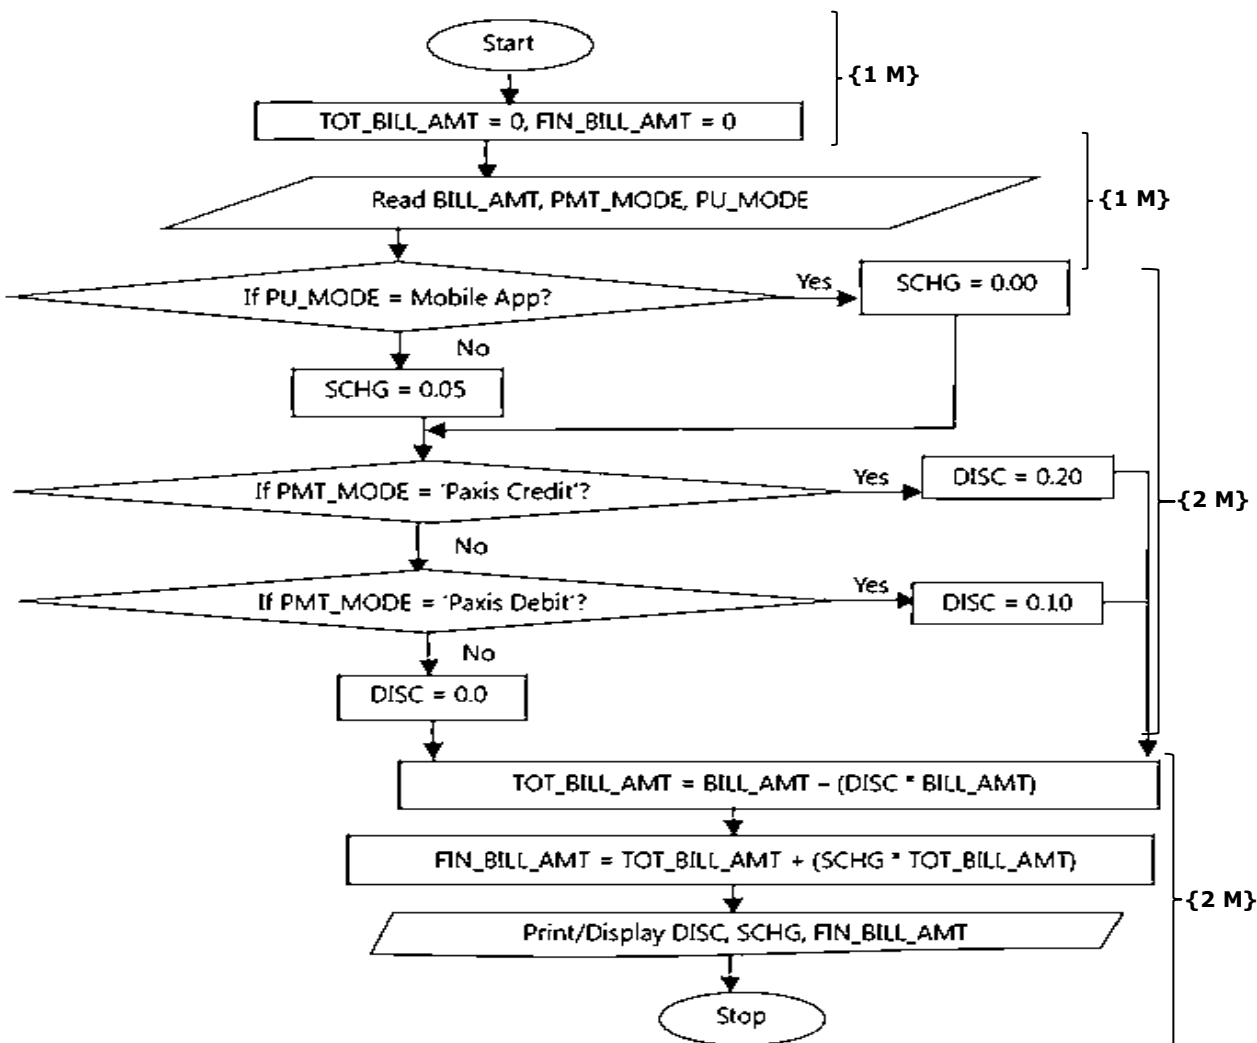 Start
{1 M}
TOT_BILL_AMT = 0, FIN_BILL_AMT = 0
Read BILL_AMT, PMT_MODE, PU_MODE
{1 M}
If PU_MODE = Mobile App?
Yes
SCHG = 0.00
No
SCHG = 0.05
If PMT_MODE = 'Paxis Credit'?
Yes
DISC = 0.20
{2 M}
No
If PMT_MODE = 'Paxis Debit'?
Yes
DISC = 0.10
No
DISC = 0.0
TOT_BILL_AMT = BILL_AMT – (DISC * BILL_AMT)
FIN_BILL_AMT = TOT_BILL_AMT + (SCHG * TOT_BILL_AMT)
{2 M}
Print/Display DISC, SCHG, FIN_BILL_AMT
Stop